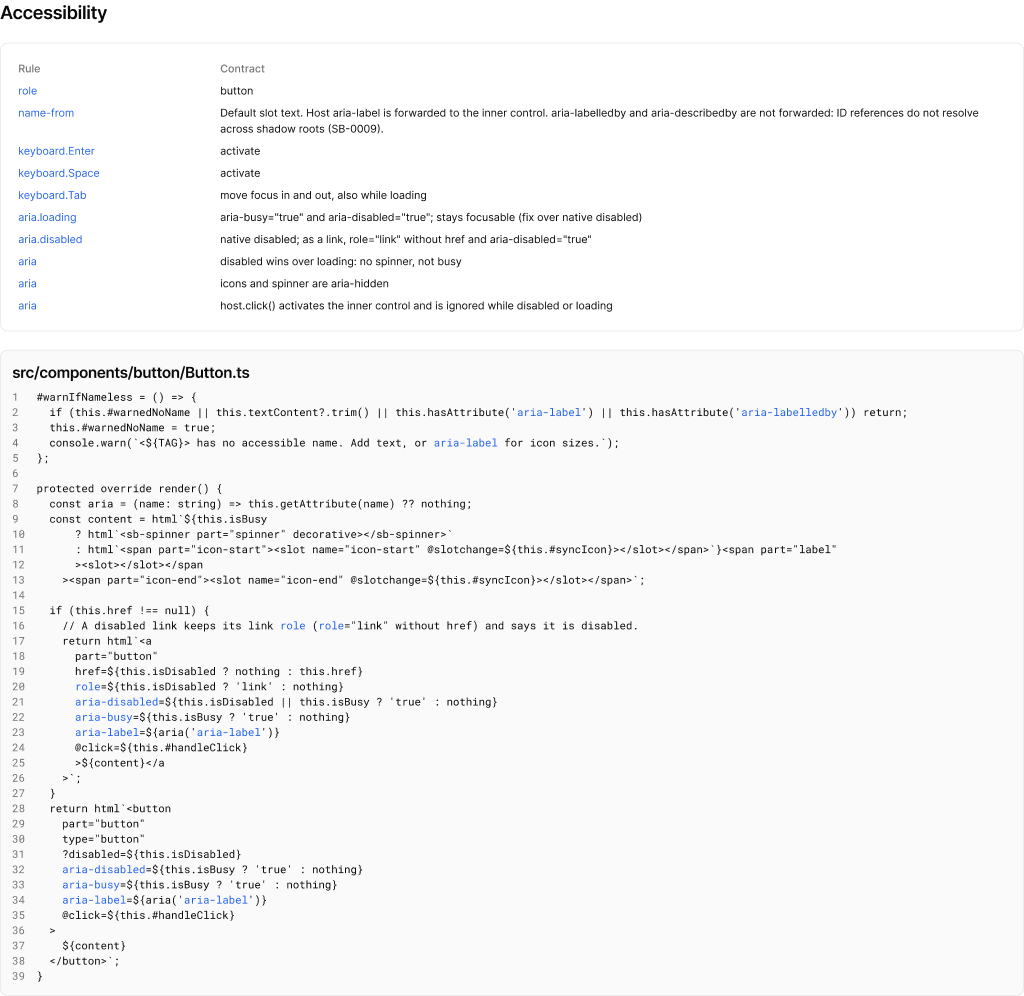 Accessibility
Rule Contract
role button
name-from Default slot text. Host aria-label is forwarded to the inner control. aria-labelledby and aria-describedby are not forwarded: ID references do not resolve
across shadow roots (SB-0009).
keyboard.Enter activate
keyboard.Space activate
keyboard.Tab move focus in and out, also while loading
aria.loading aria-busy="true" and aria-disabled="true"; stays focusable (fix over native disabled)
aria.disabled native disabled; as a link, role="link" without href and aria-disabled="true"
aria disabled wins over loading: no spinner, not busy
aria icons and spinner are aria-hidden
aria host.click() activates the inner control and is ignored while disabled or loading
src/components/button/Button.ts
1 #warnIfNameless = () => {
2 if (this.#warnedNoName || this.textContent?.trim() || this.hasAttribute('aria-label') || this.hasAttribute('aria-labelledby')) return;
3 this.#warnedNoName = true;
4 console.warn(`<${TAG}> has no accessible name. Add text, or aria-label for icon sizes.`);
5 };
6
7 protected override render() {
8 const aria = (name: string) => this.getAttribute(name) ?? nothing;
9 const content = html`${this.isBusy
10 ? html`<sb-spinner part="spinner" decorative></sb-spinner>`
11 : html`<span part="icon-start"><slot name="icon-start" @slotchange=${this.#syncIcon}></slot></span>`}<span part="label"
12 ><slot></slot></span
13 ><span part="icon-end"><slot name="icon-end" @slotchange=${this.#syncIcon}></slot></span>`;
14
15 if (this.href !== null) {
16 // A disabled link keeps its link role (role="link" without href) and says it is disabled.
17 return html`<a
18 part="button"
19 href=${this.isDisabled ? nothing : this.href}
20 role=${this.isDisabled ? 'link' : nothing}
21 aria-disabled=${this.isDisabled || this.isBusy ? 'true' : nothing}
22 aria-busy=${this.isBusy ? 'true' : nothing}
23 aria-label=${aria('aria-label')}
24 @click=${this.#handleClick}
25 >${content}</a
26 >`;
27 }
28 return html`<button
29 part="button"
30 type="button"
31 ?disabled=${this.isDisabled}
32 aria-disabled=${this.isBusy ? 'true' : nothing}
33 aria-busy=${this.isBusy ? 'true' : nothing}
34 aria-label=${aria('aria-label')}
35 @click=${this.#handleClick}
36 >
37 ${content}
38 </button>`;
39 }